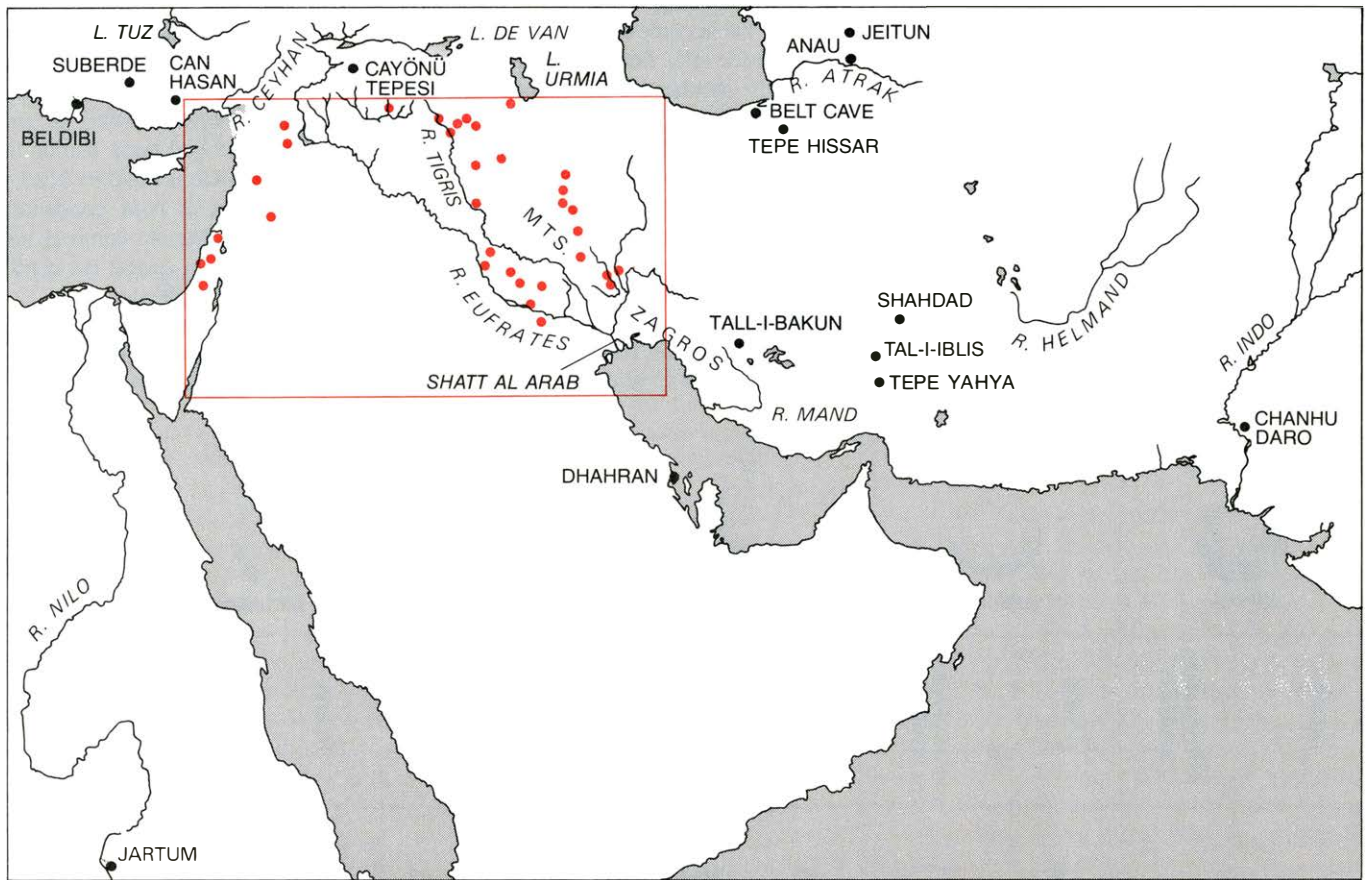 L. TUZ
L. DE VAN
JEITUN
ANAU
SUBERDE
CAN
HASAN
R. CEYHAN
CAYÖNÜ
TEPESI
L.
URMIA
R. ATRAK
BELDIBI
BELT CAVE
TEPE HISSAR
R. TIGRIS
MTS.
R. EUFRATES
ZAGROS
SHATT AL ARAB
TALL-I-BAKUN
SHAHDAD
TAL-I-IBLIS
TEPE YAHYA
R. HELMAND
R. INDO
R. MAND
CHANHU
DARO
DHAHRAN
R. NILO
JARTUM